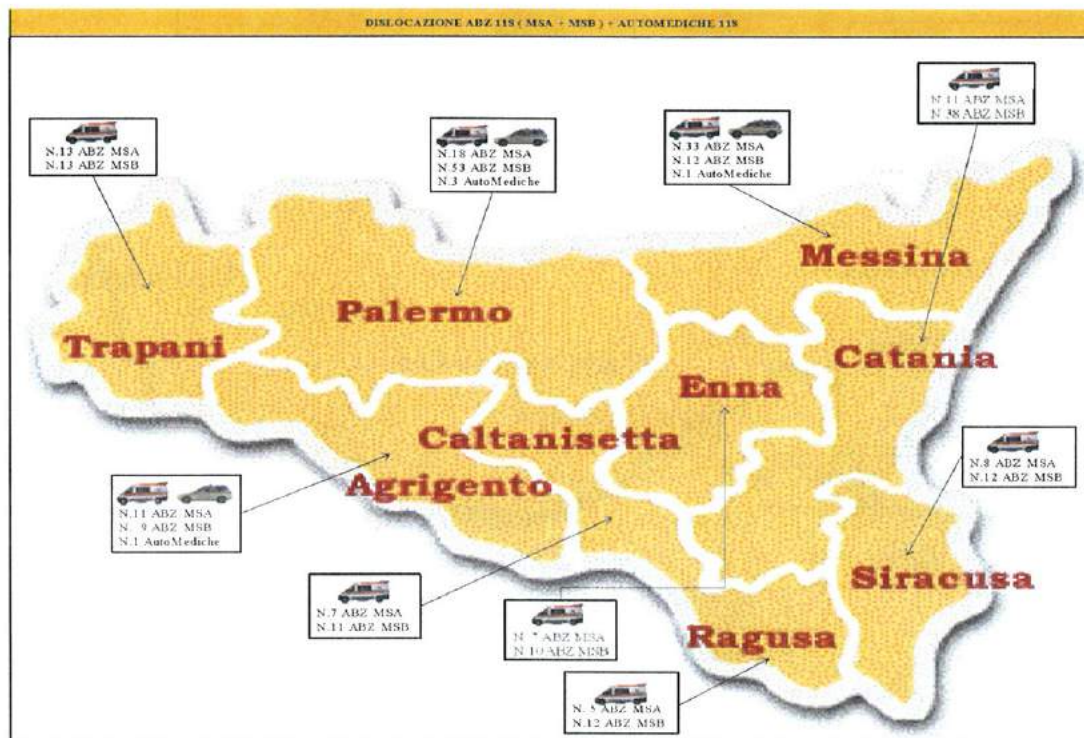 DISLOCAZIONE ABZ 118 ( MSA + MSB ) + AUTOMEDICHE 118
N.11 ABZ MSA
N.38 ABZ MSB
N.13 ABZ MSA
N.13 ABZ MSB
N.18 ABZ MSA
N.53 ABZ MSB
N.3 AutoMediche
N.33 ABZ MSA
N.12 ABZ MSB
N.1 AutoMediche
Messina
Palermo
Trapani
Catania
Enna
Caltanisetta
Agrigento
N.8 ABZ MSA
N.12 ABZ MSB
N.11 ABZ MSA
N. 9 ABZ MSB
N.1 AutoMediche
Siracusa
N.7 ABZ MSA
N.11 ABZ MSB
N. 7 ABZ MSA
N.10 ABZ MSB
Ragusa
N. 5 ABZ MSA
N.12 ABZ MSB